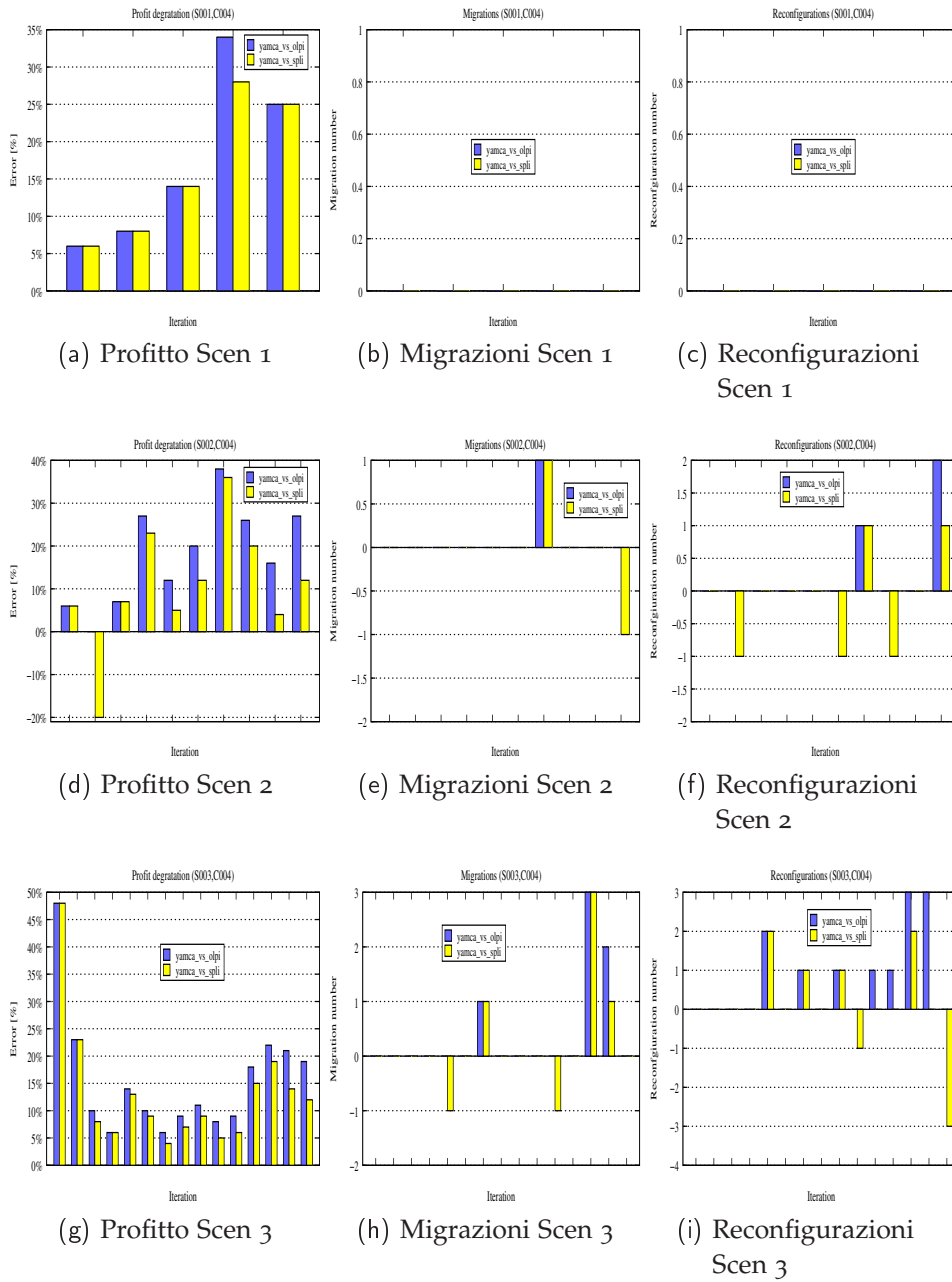 Profit degratation (S001,C004)
35%
30%
25%
20%
15%
10%
5%
0%
Error [%]
yamca_vs_olpi
yamca_vs_spli
Iteration
(a) Profitto Scen 1
Migrations (S001,C004)
1
0.8
0.6
0.4
0.2
0
Migration number
yamca_vs_olpi
yamca_vs_spli
Iteration
(b) Migrazioni Scen 1
Reconfigurations (S001,C004)
1
0.8
0.6
0.4
0.2
0
Reconfgiuration number
yamca_vs_olpi
yamca_vs_spli
Iteration
(c) Reconfigurazioni
Scen 1
Profit degratation (S002,C004)
40%
30%
20%
10%
0%
−10%
−20%
Error [%]
yamca_vs_olpi
yamca_vs_spli
Iteration
(d) Profitto Scen 2
Migrations (S002,C004)
1
0.5
0
−0.5
−1
−1.5
−2
Migration number
yamca_vs_olpi
yamca_vs_spli
Iteration
(e) Migrazioni Scen 2
Reconfigurations (S002,C004)
2
1.5
1
0.5
0
−0.5
−1
−1.5
−2
Reconfgiuration number
yamca_vs_olpi
yamca_vs_spli
Iteration
(f) Reconfigurazioni
Scen 2
Profit degratation (S003,C004)
50%
45%
40%
35%
30%
25%
20%
15%
10%
5%
0%
Error [%]
yamca_vs_olpi
yamca_vs_spli
Iteration
(g) Profitto Scen 3
Migrations (S003,C004)
3
2
1
0
−1
−2
Migration number
yamca_vs_olpi
yamca_vs_spli
Iteration
(h) Migrazioni Scen 3
Reconfigurations (S003,C004)
3
2
1
0
−1
−2
−3
−4
Reconfgiuration number
yamca_vs_olpi
yamca_vs_spli
Iteration
(i) Reconfigurazioni
Scen 3